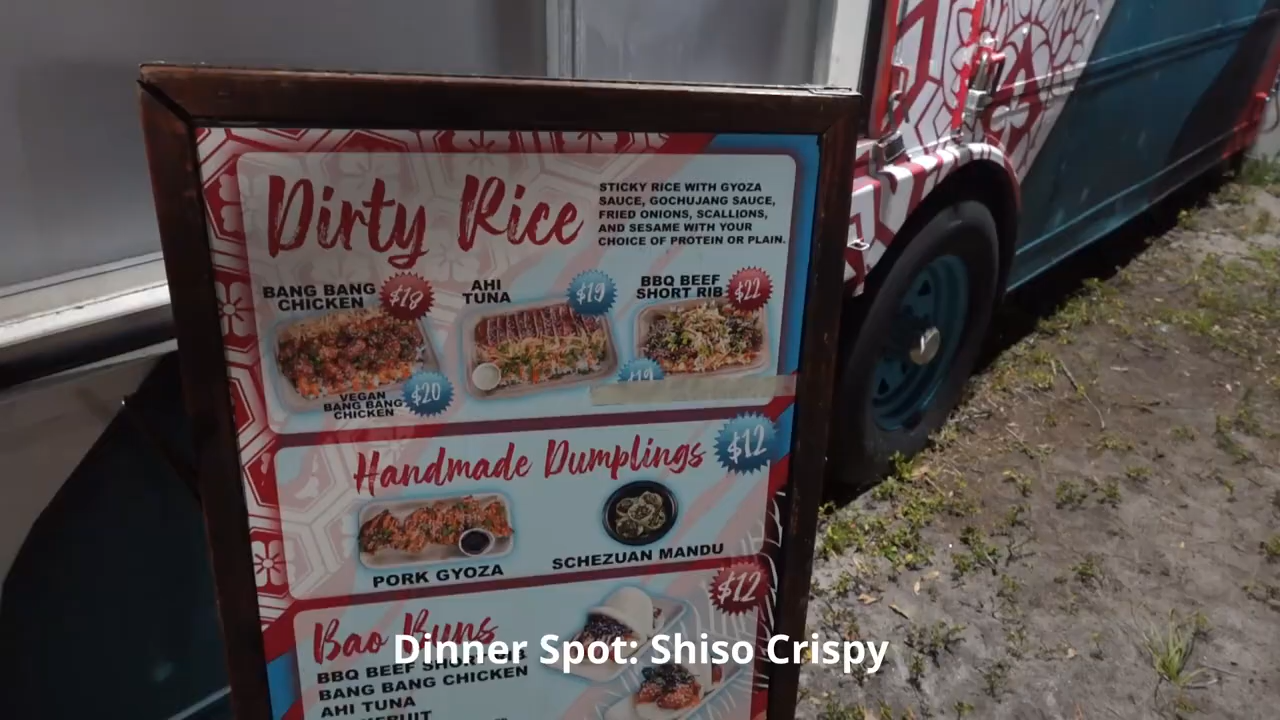 Dirty Rice
STICKY RICE WITH GYOZA
SAUCE, GOCHUJANG SAUCE,
FRIED ONIONS, SCALLIONS,
AND SESAME WITH YOUR
CHOICE OF PROTEIN OR PLAIN.
BANG BANG
CHICKEN
$18
AHI
TUNA
$19
BBQ BEEF
SHORT RIB
$22
VEGAN
BANG BANG
CHICKEN
$20
$19
Handmade Dumplings
$12
PORK GYOZA
SCHEZUAN MANDU
Bao Buns
$12
BBQ BEEF SHORT
BANG BANG CHICKEN
AHI TUNA
Dinner Spot: Shiso Crispy